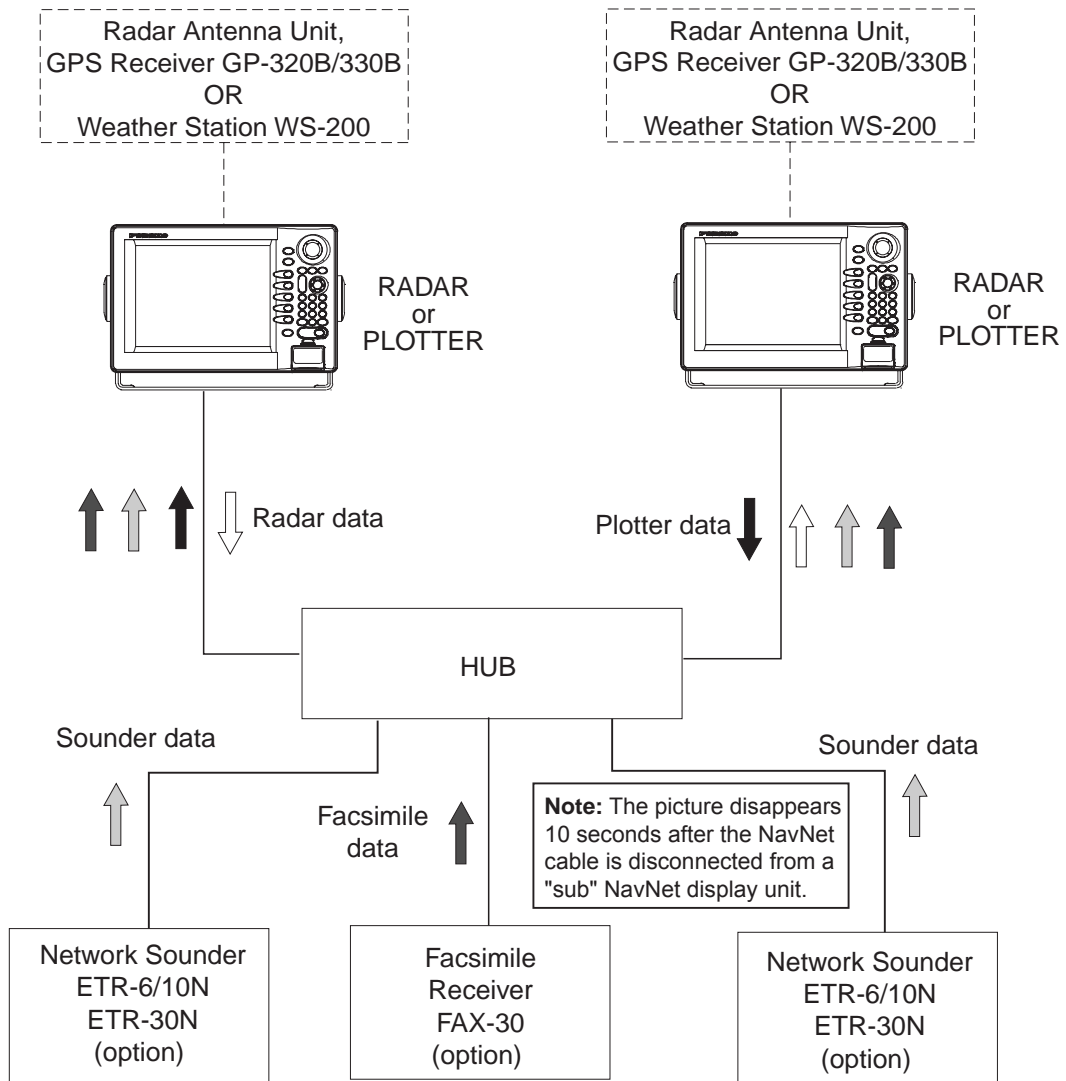 Radar Antenna Unit,
GPS Receiver GP-320B/330B
OR
Weather Station WS-200
Radar Antenna Unit,
GPS Receiver GP-320B/330B
OR
Weather Station WS-200
FURUNO
RADAR
or
PLOTTER
FURUNO
RADAR
or
PLOTTER
Radar data
Plotter data
HUB
Sounder data
Sounder data
Facsimile
data
Note: The picture disappears
10 seconds after the NavNet
cable is disconnected from a
"sub" NavNet display unit.
Network Sounder
ETR-6/10N
ETR-30N
(option)
Facsimile
Receiver
FAX-30
(option)
Network Sounder
ETR-6/10N
ETR-30N
(option)